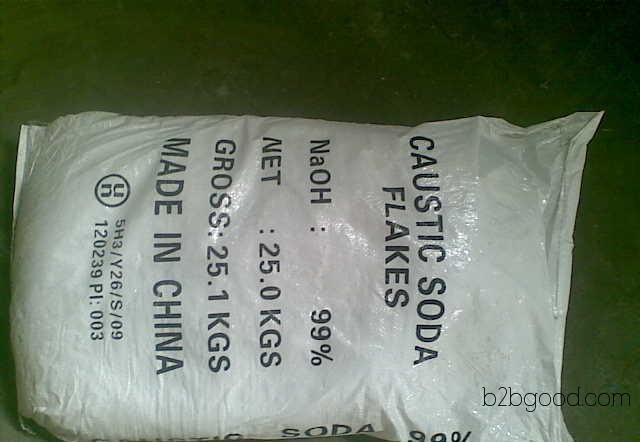 CAUSTIC SODA
FLAKES
NaOH : 99%
NET : 25.0 KGS
GROSS: 25.1 KGS
MADE IN CHINA
5H3/Y26/S/09
120239 PI: 003
CAUSTIC SODA 99%
b2bgood.com